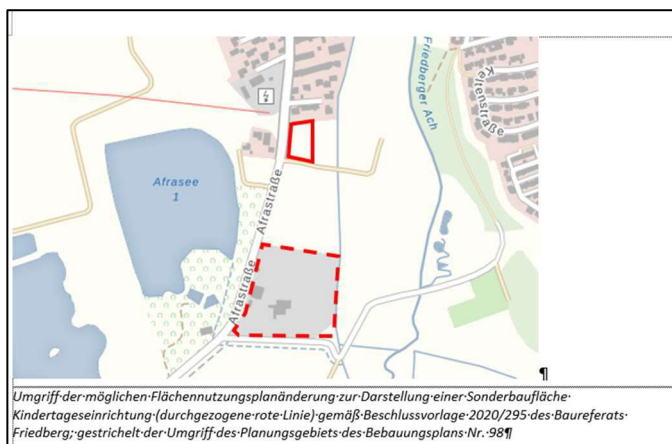 Friedberger Ach
Keltenstraße
Afrasee
1
Afrastraße
Afrastraße
¶
Umgriff·der·möglichen·Flächennutzungsplanänderung·zur·Darstellung·einer·Sonderbaufläche·
Kindertageseinrichtung·(durchgezogene·rote·Linie)·gemäß·Beschlussvorlage·2020/295·des·Baureferats·
Friedberg;·gestrichelt·der·Umgriff·des·Planungsgebiets·des·Bebauungsplans·Nr.·98¶